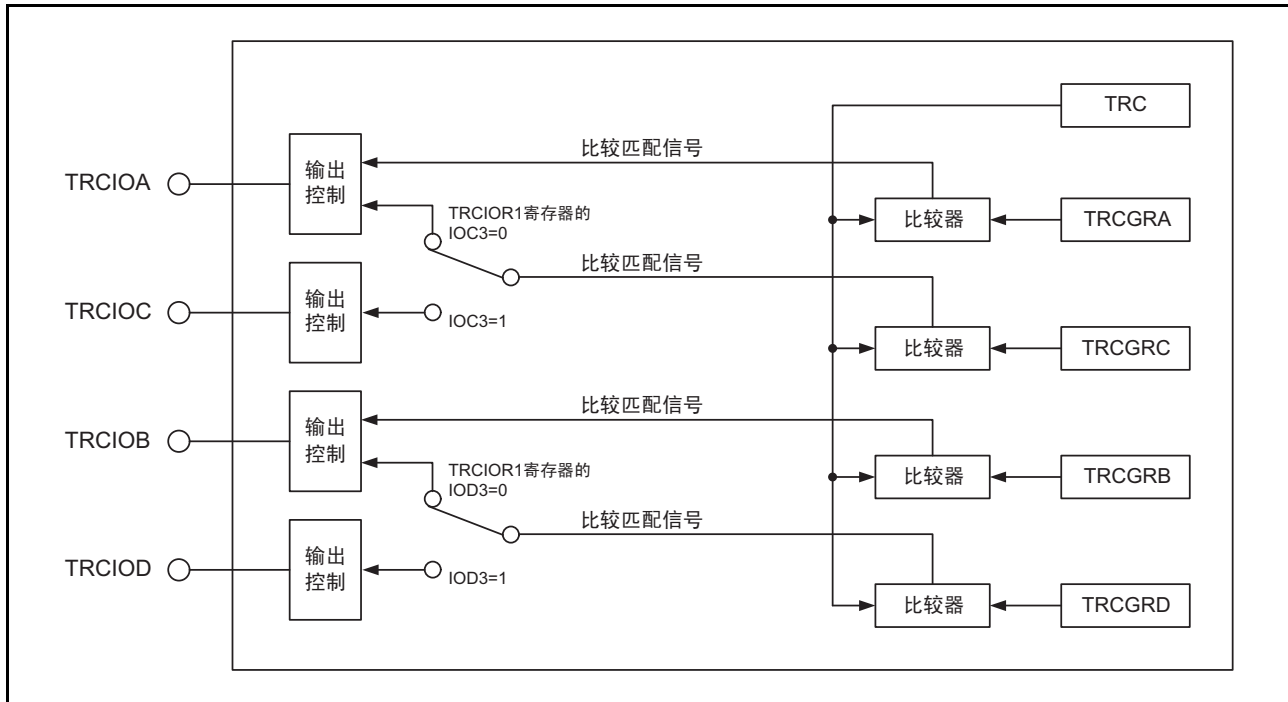 TRC
比较匹配信号
输出
控制
TRCIOA
比较器
TRCGRA
TRCIOR1寄存器的
IOC3=0
比较匹配信号
输出
控制
TRCIOC
IOC3=1
比较器
TRCGRC
比较匹配信号
输出
控制
TRCIOB
TRCIOR1寄存器的
IOD3=0
比较器
TRCGRB
比较匹配信号
输出
控制
TRCIOD
IOD3=1
比较器
TRCGRD